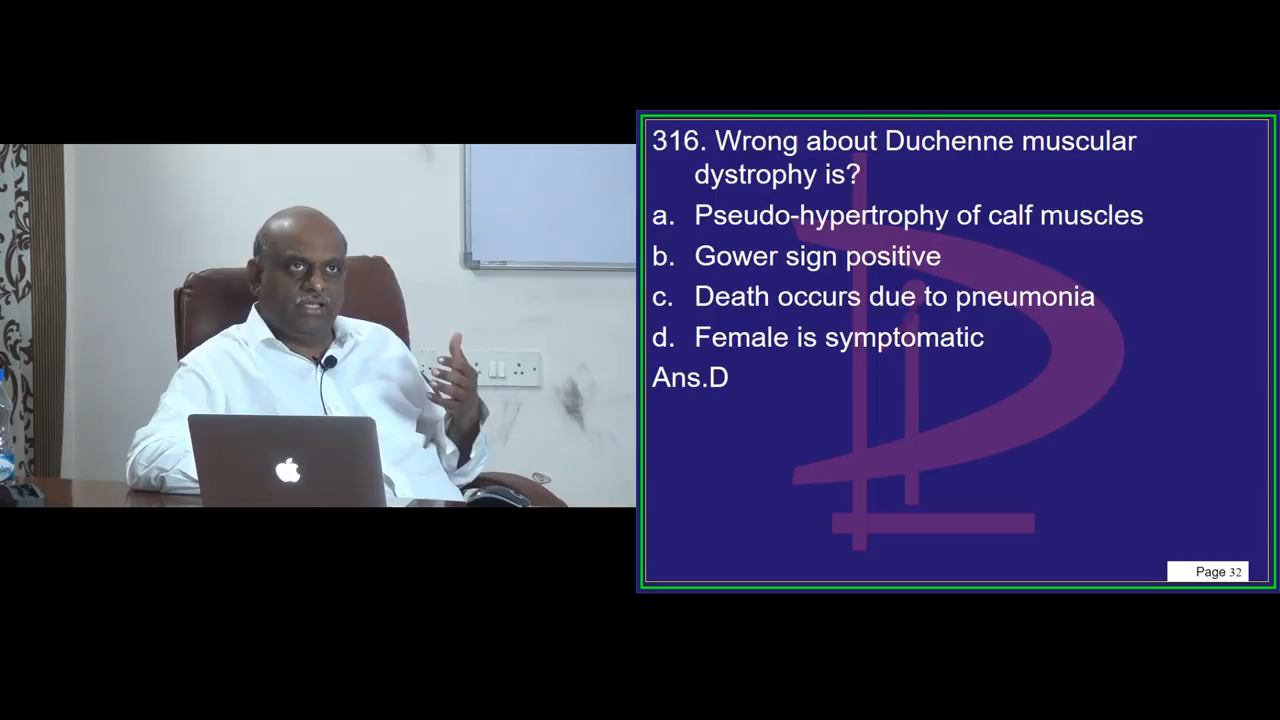 316. Wrong about Duchenne muscular
dystrophy is?
a. Pseudo-hypertrophy of calf muscles
b. Gower sign positive
c. Death occurs due to pneumonia
d. Female is symptomatic
Ans.D
Page 32